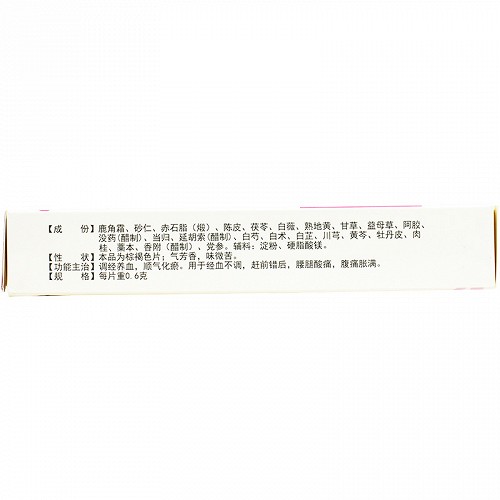 【成　份】鹿角霜、砂仁、赤石脂（煅）、陈皮、茯苓、白薇、熟地黄、甘草、益母草、阿胶、
没药(醋制)、当归、延胡索(醋制)、白芍、白术、白芷、川芎、黄芩、牡丹皮、肉
桂、藁本、香附（醋制）、党参。辅料：淀粉、硬脂酸镁。
【性　状】本品为棕褐色片；气芳香，味微苦。
【功能主治】调经养血，顺气化瘀。用于经血不调，赶前错后，腰腿酸痛，腹痛胀满。
【规　格】每片重0.6克